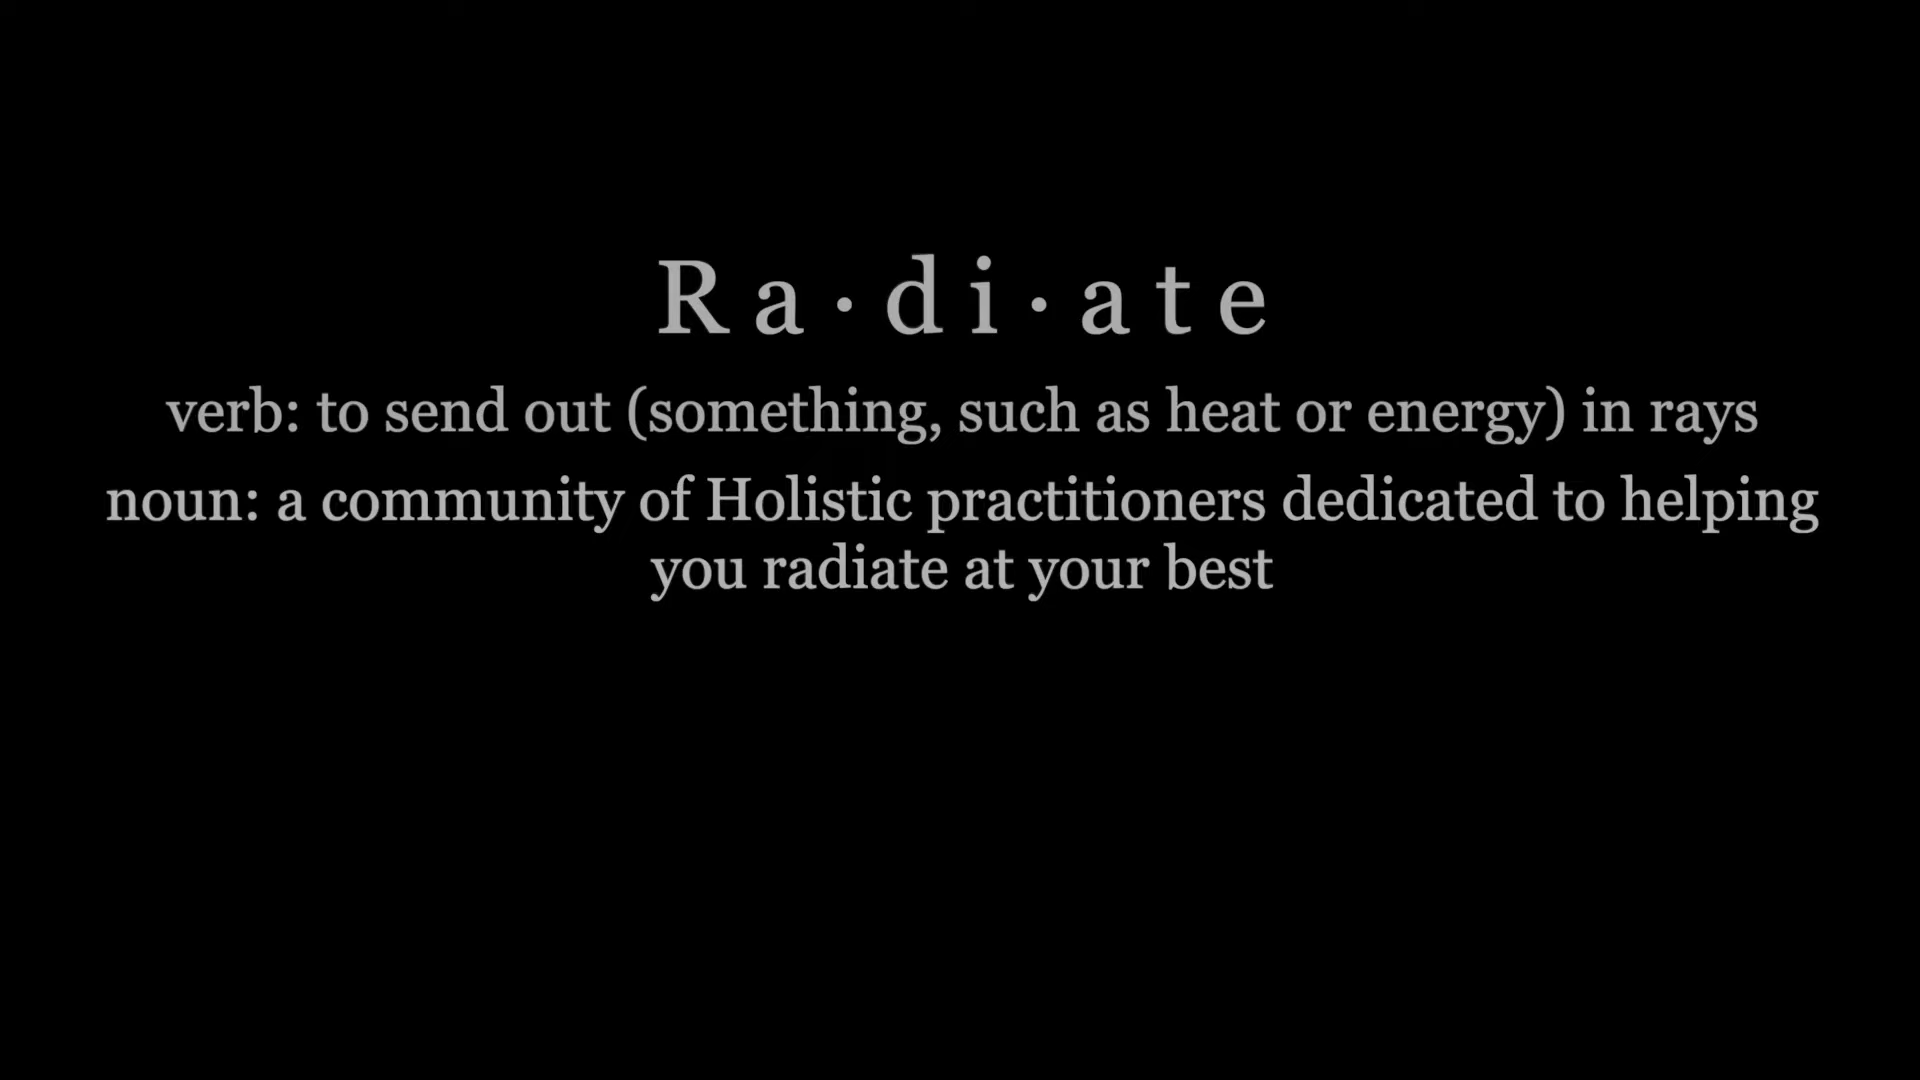 Ra·di·ate
verb: to send out (something, such as heat or energy) in rays
noun: a community of Holistic practitioners dedicated to helping
you radiate at your best